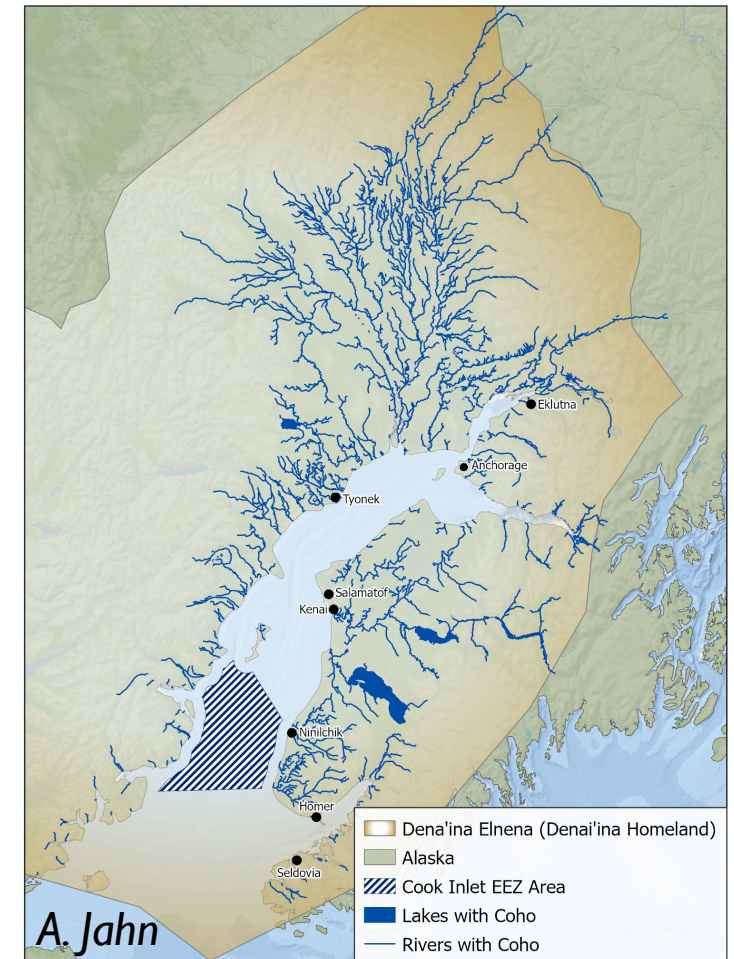 Eklutna
Anchorage
Tyonek
Salamatof
Kenai
Ninilchik
Homer
Seldovia
Dena'ina Elnena (Denai'ina Homeland)
Alaska
Cook Inlet EEZ Area
Lakes with Coho
Rivers with Coho
A. Jahn